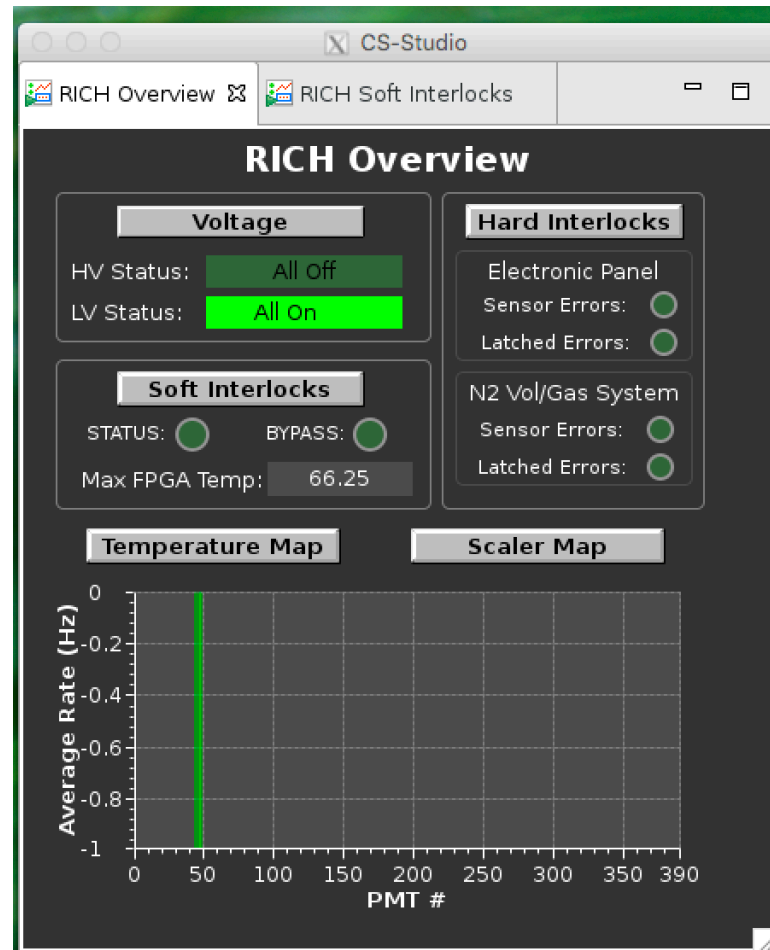 CS-Studio
RICH Overview
RICH Soft Interlocks
RICH Overview
Voltage
HV Status: All Off
LV Status: All On
Soft Interlocks
STATUS: BYPASS:
Max FPGA Temp: 66.25
Hard Interlocks
Electronic Panel
Sensor Errors:
Latched Errors:
N2 Vol/Gas System
Sensor Errors:
Latched Errors:
Temperature Map
Scaler Map
Average Rate (Hz)
0
-0.2
-0.4
-0.6
-0.8
-1
0 50 100 150 200 250 300 350 390
PMT #